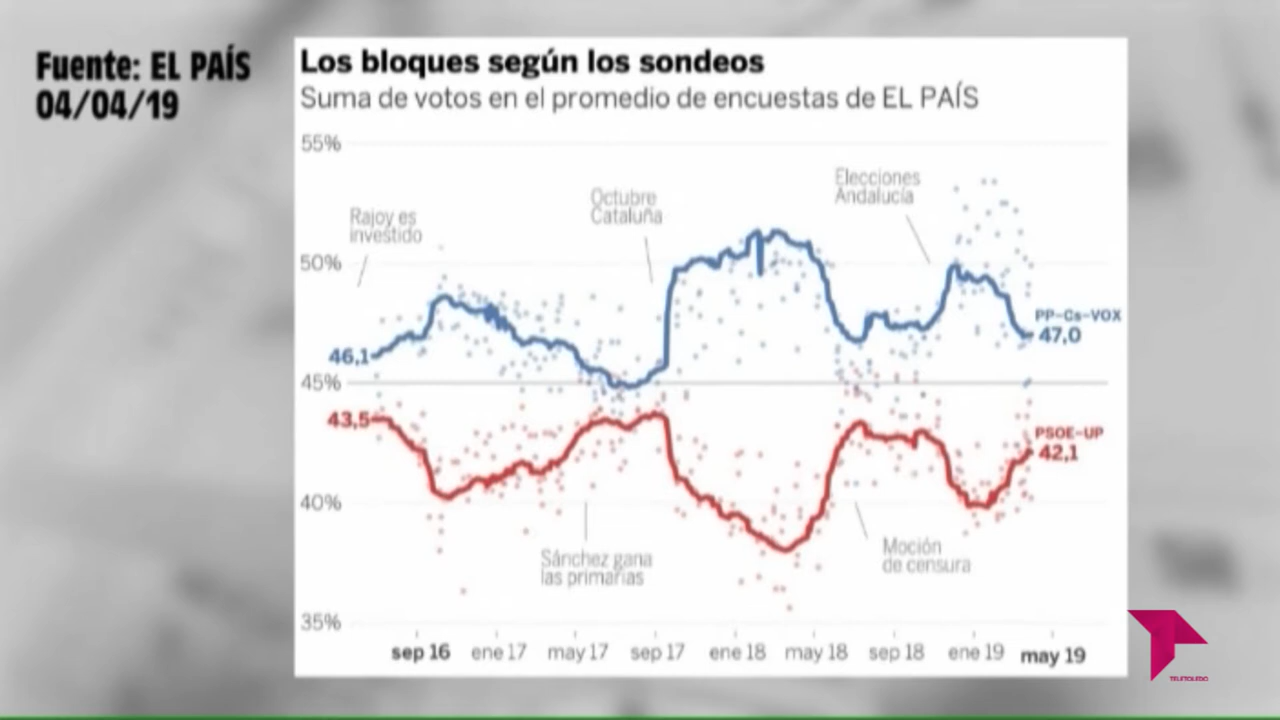 Fuente: EL PAÍS
04/04/19
Los bloques según los sondeos
Suma de votos en el promedio de encuestas de EL PAÍS
55%
Elecciones
Andalucía
Octubre
Cataluña
Rajoy es
investido
50%
PP-Cs-VOX
47,0
46,1
45%
43,5
PSOE-UP
42,1
40%
Sánchez gana
las primarias
Moción
de censura
35%
sep 16 ene 17 may 17 sep 17 ene 18 may 18 sep 18 ene 19 may 19
TELETOLEDO